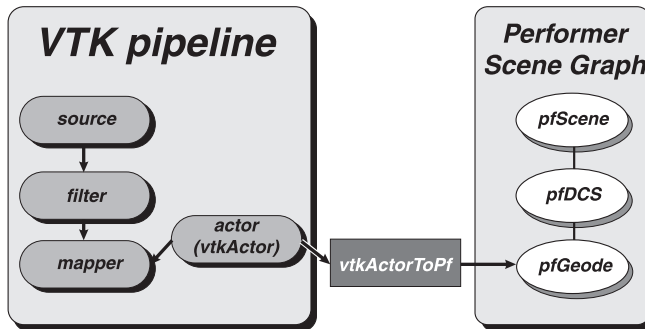 VTK pipeline
source
filter
mapper
actor
(vtkActor)
vtkActorToPf
Performer
Scene Graph
pfScene
pfDCS
pfGeode